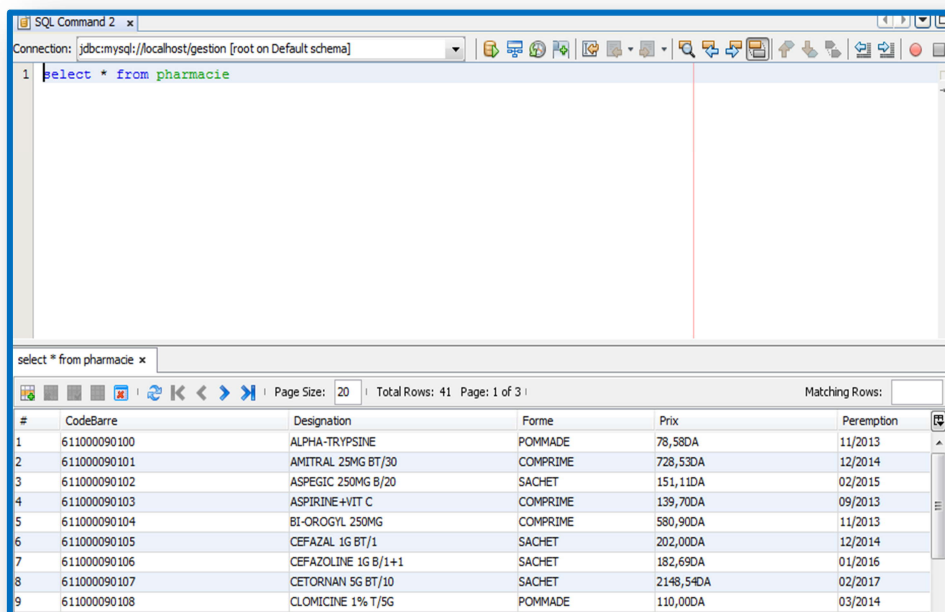 SQL Command 2 x
Connection: jdbc:mysql://localhost/gestion [root on Default schema]
1 select * from pharmacie
select * from pharmacie x
Page Size: 20 Total Rows: 41 Page: 1 of 3 Matching Rows:
# CodeBarre Designation Forme Prix Peremption
1 611000090100 ALPHA-TRYPSINE POMMADE 78,58DA 11/2013
2 611000090101 AMITRAL 25MG BT/30 COMPRIME 728,53DA 12/2014
3 611000090102 ASPEGIC 250MG B/20 SACHET 151,11DA 02/2015
4 611000090103 ASPIRINE+VIT C COMPRIME 139,70DA 09/2013
5 611000090104 BI-OROGYL 250MG COMPRIME 580,90DA 11/2013
6 611000090105 CEFAZAL 1G BT/1 SACHET 202,00DA 12/2014
7 611000090106 CEFAZOLINE 1G B/1+1 SACHET 182,69DA 01/2016
8 611000090107 CETORNAN 5G BT/10 SACHET 2148,54DA 02/2017
9 611000090108 CLOMICINE 1% T/5G POMMADE 110,00DA 03/2014